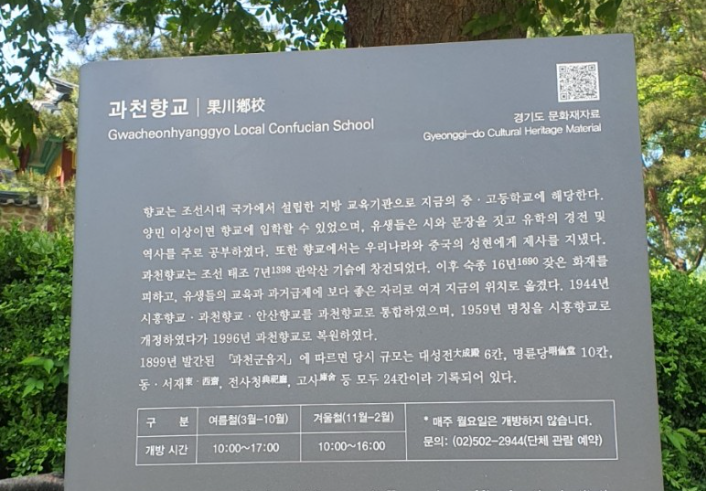 과천향교 | 果川鄕校
Gwacheonhyanggyo Local Confucian School
경기도 문화재자료
Gyeonggi-do Cultural Heritage Material
향교는 조선시대 국가에서 설립한 지방 교육기관으로 지금의 중·고등학교에 해당한다.
양민 이상이면 향교에 입학할 수 있었으며, 유생들은 시와 문장을 짓고 유학의 경전 및
역사를 주로 공부하였다. 또한 향교에서는 우리나라와 중국의 성현에게 제사를 지냈다.
과천향교는 조선 태조 7년1398 관악산 기슭에 창건되었다. 이후 숙종 16년1690 잦은 화재를
피하고, 유생들의 교육과 과거급제에 보다 좋은 자리로 여겨 지금의 위치로 옮겼다. 1944년
시흥향교·과천향교·안산향교를 과천향교로 통합하였으며, 1959년 명칭을 시흥향교로
개정하였다가 1996년 과천향교로 복원하였다.
1899년 발간된 「과천군읍지」에 따르면 당시 규모는 대성전大成殿 6칸, 명륜당明倫堂 10칸,
동·서재東·西齋, 전사청典祀廳, 고사庫舍 등 모두 24칸이라 기록되어 있다.
구 분 여름철(3월~10월) 겨울철(11월~2월)
개방 시간 10:00~17:00 10:00~16:00
* 매주 월요일은 개방하지 않습니다.
문의: (02)502-2944(단체 관람 예약)